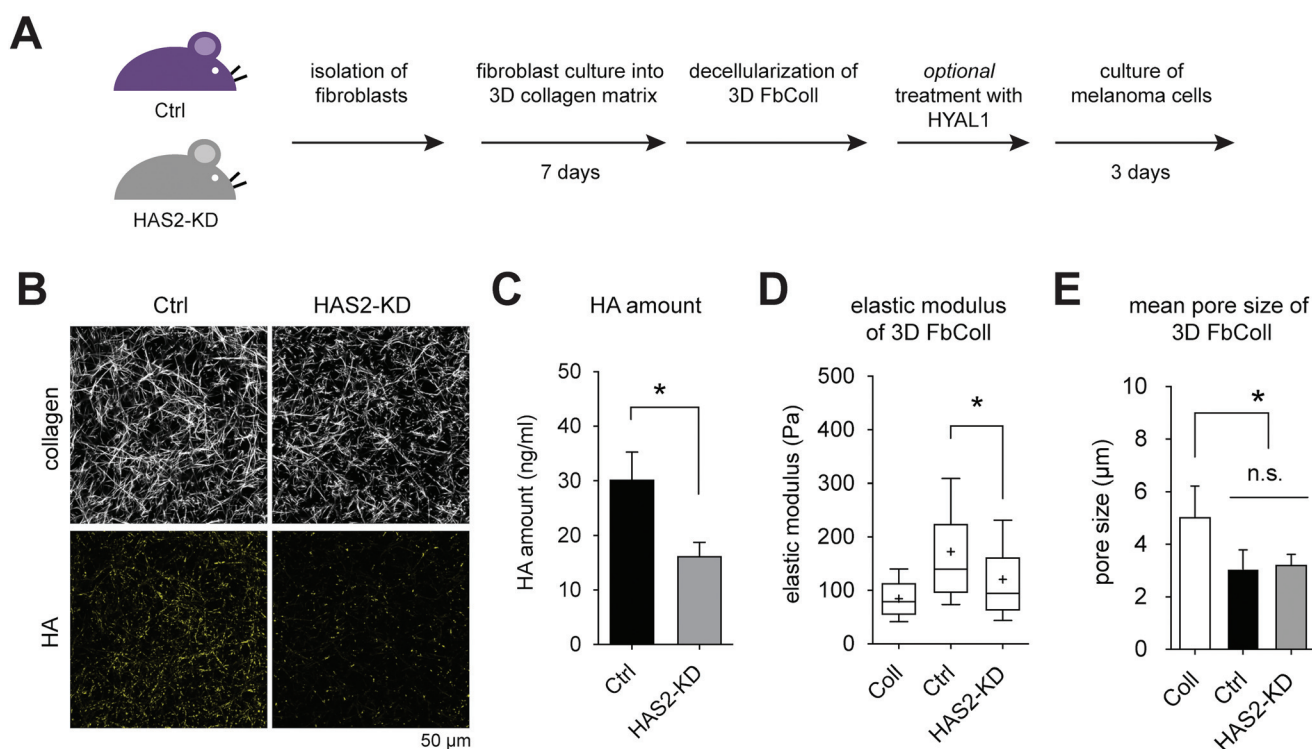 A
Ctrl
HAS2-KD
isolation of
fibroblasts
fibroblast culture into
3D collagen matrix
7 days
decellularization of
3D FbColl
optional
treatment with
HYAL1
culture of
melanoma cells
3 days
B
Ctrl
HAS2-KD
collagen
HA
50 µm
C
HA amount
HA amount (ng/ml)
50
40
30
20
10
0
*
Ctrl
HAS2-KD
D
elastic modulus
of 3D FbColl
elastic modulus (Pa)
500
400
300
200
100
0
*
Coll
Ctrl
HAS2-KD
E
mean pore size of
3D FbColl
pore size (µm)
10
8
6
4
2
0
*
n.s.
Coll
Ctrl
HAS2-KD